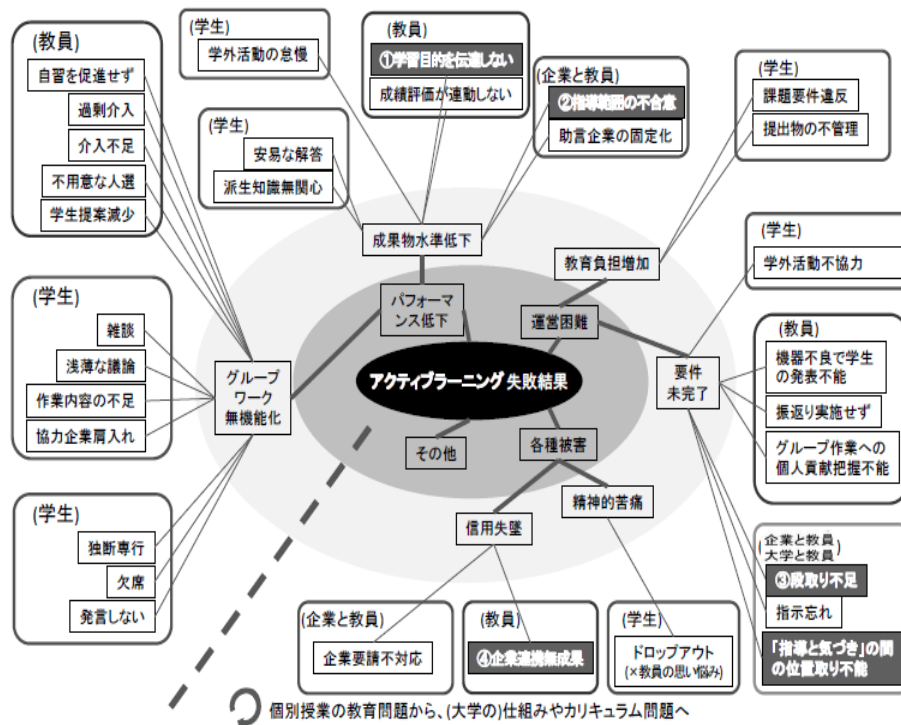 (教員)
自習を促進せず
過剰介入
介入不足
不用意な人選
学生提案減少
(学生)
学外活動の怠慢
(学生)
安易な解答
派生知識無関心
(教員)
①学習目的を伝達しない
成績評価が連動しない
(企業と教員)
②指導範囲の不合意
助言企業の固定化
(学生)
課題要件違反
提出物の不管理
成果物水準低下
教育負担増加
(学生)
学外活動不協力
パフォーマ
ンス低下
運営困難
(学生)
雑談
浅薄な議論
作業内容の不足
協力企業肩入れ
グループ
ワーク
無機能化
アクティブラーニング 失敗結果
要件
未完了
(教員)
機器不良で学生
の発表不能
振返り実施せず
グループ作業への
個人貢献把握不能
その他
各種被害
信用失墜
精神的苦痛
(学生)
独断専行
欠席
発言しない
(企業と教員
大学と教員)
③段取り不足
指示忘れ
「指導と気づき」の間
の位置取り不能
(企業と教員)
企業要請不対応
(教員)
④企業連携無成果
(学生)
ドロップアウト
(×教員の思い悩み)
個別授業の教育問題から、(大学の)仕組みやカリキュラム問題へ